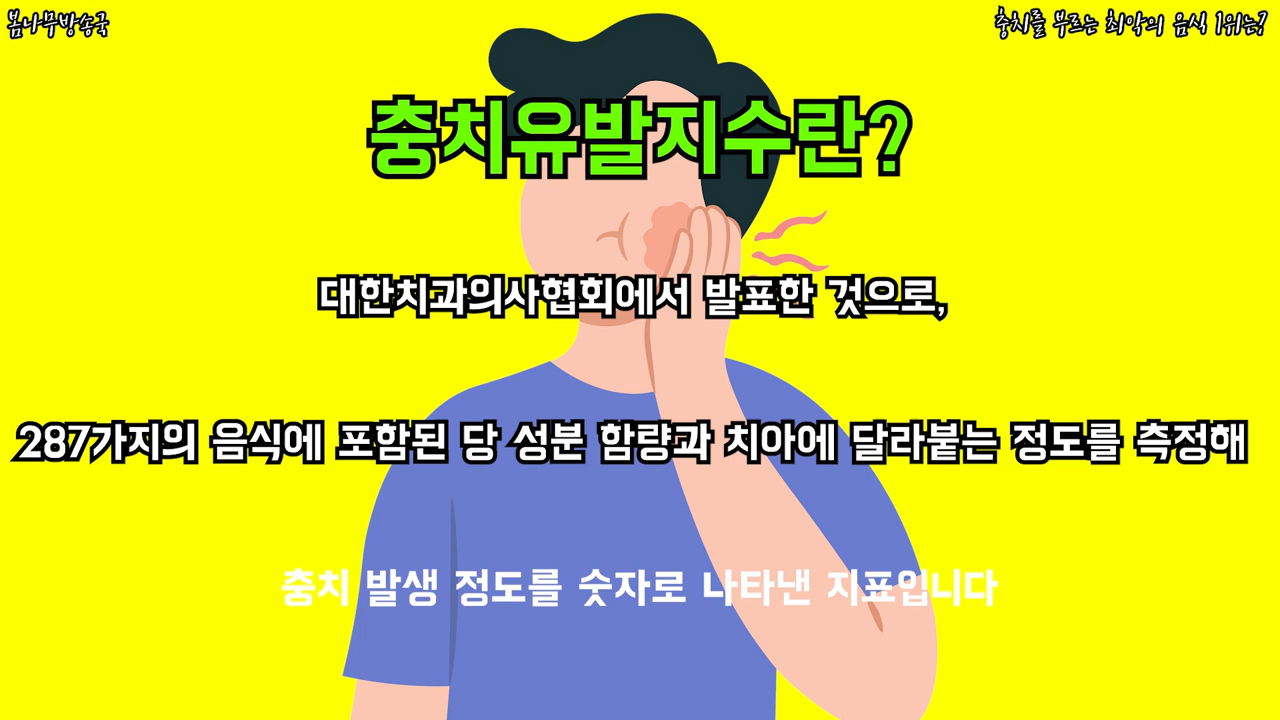 봄나무방송국
충치를 부르는 최악의 음식 1위는?
충치유발지수란?
대한치과의사협회에서 발표한 것으로,
287가지의 음식에 포함된 당 성분 함량과 치아에 달라붙는 정도를 측정해
충치 발생 정도를 숫자로 나타낸 지표입니다